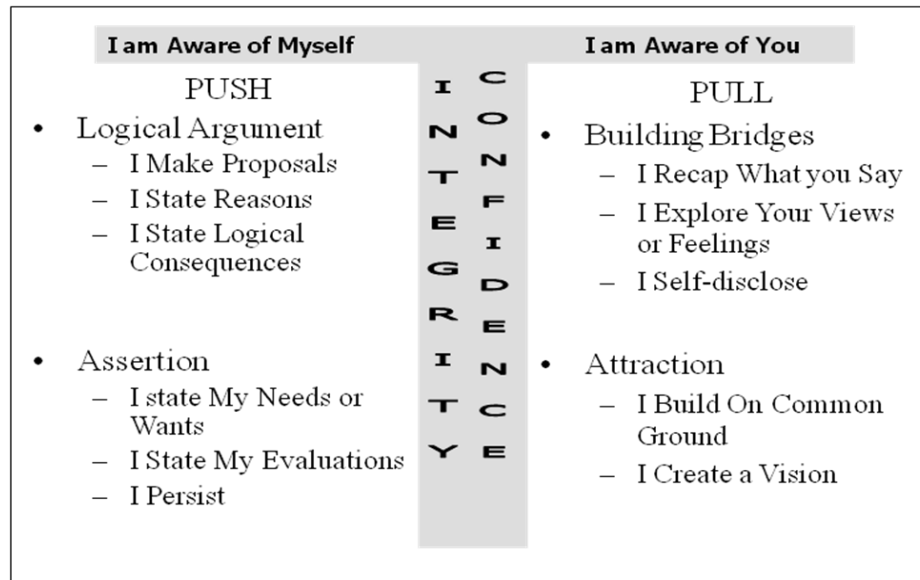 I am Aware of Myself
I am Aware of You
PUSH
• Logical Argument
– I Make Proposals
– I State Reasons
– I State Logical
Consequences
• Assertion
– I state My Needs or
Wants
– I State My Evaluations
– I Persist
INTEGRITY
CONFIDENCE
PULL
• Building Bridges
– I Recap What you Say
– I Explore Your Views
or Feelings
– I Self-disclose
• Attraction
– I Build On Common
Ground
– I Create a Vision